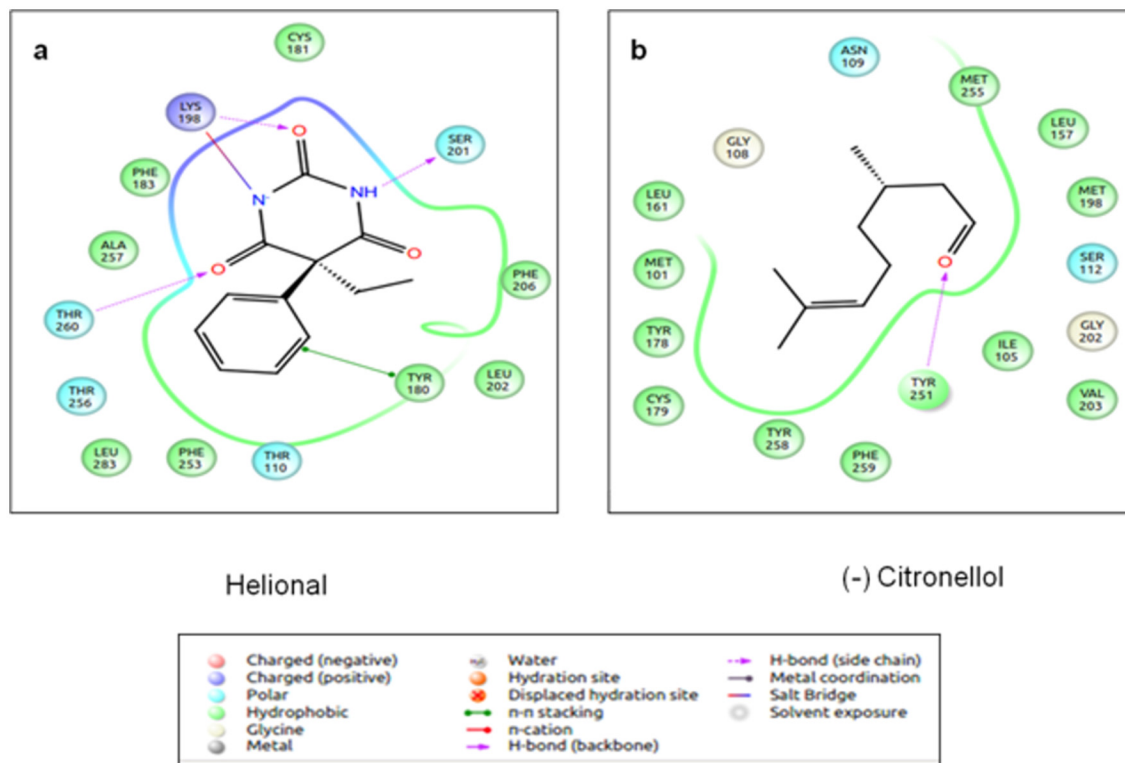 a
CYS
181
LYS
198
O
SER
201
PHE
183
N-
NH
ALA
257
O
O
PHE
206
THR
260
THR
256
TYR
180
LEU
202
LEU
283
PHE
253
THR
110
b
ASN
109
MET
255
LEU
157
GLY
108
LEU
161
MET
198
MET
101
O
SER
112
TYR
178
GLY
202
ILE
105
CYS
179
TYR
251
VAL
203
TYR
258
PHE
259
Helional
(-) Citronellol
Charged (negative)
Charged (positive)
Polar
Hydrophobic
Glycine
Metal
Water
Hydration site
Displaced hydration site
π-π stacking
π-cation
H-bond (backbone)
H-bond (side chain)
Metal coordination
Salt Bridge
Solvent exposure